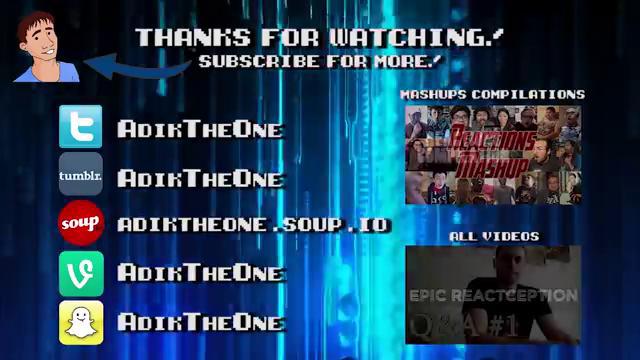 THANKS FOR WATCHING!
SUBSCRIBE FOR MORE!
MASHUPS COMPILATIONS
REACTIONS
MASHUP
AdikTheOne
tumblr.
AdikTheOne
soup
adiktheone.soup.io
AdikTheOne
AdikTheOne
ALL VIDEOS
EPIC REACTCEPTION
Q&A #1